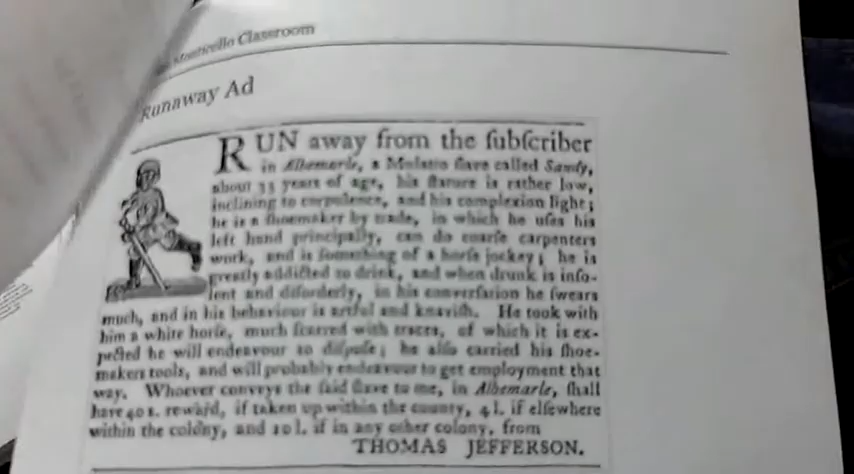 Monticello Classroom
Runaway Ad
RUN away from the ſubſcriber
in Albemarle, a Mulatto ſlave called Sandy,
about 35 years of age, his ſtature is rather low,
inclining to corpulence, and his complexion light;
he is a ſhoemaker by trade, in which he uſes his
left hand principally, can do coarſe carpenters
work, and is ſomething of a horſe jockey; he is
greatly addicted to drink, and when drunk is inſo-
lent and diſorderly, in his converſation he ſwears
much, and in his behaviour is artful and knaviſh. He took with
him a white horſe, much ſcarred with traces, of which it is ex-
pected he will endeavour to diſpoſe; he alſo carried his ſhoe-
makers tools, and will probably endeavour to get employment that
way. Whoever conveys the ſaid ſlave to me, in Albemarle, ſhall
have 40 s. reward, if taken up within the county, 4 l. if elſewhere
within the colony, and 10 l. if in any other colony, from
THOMAS JEFFERSON.